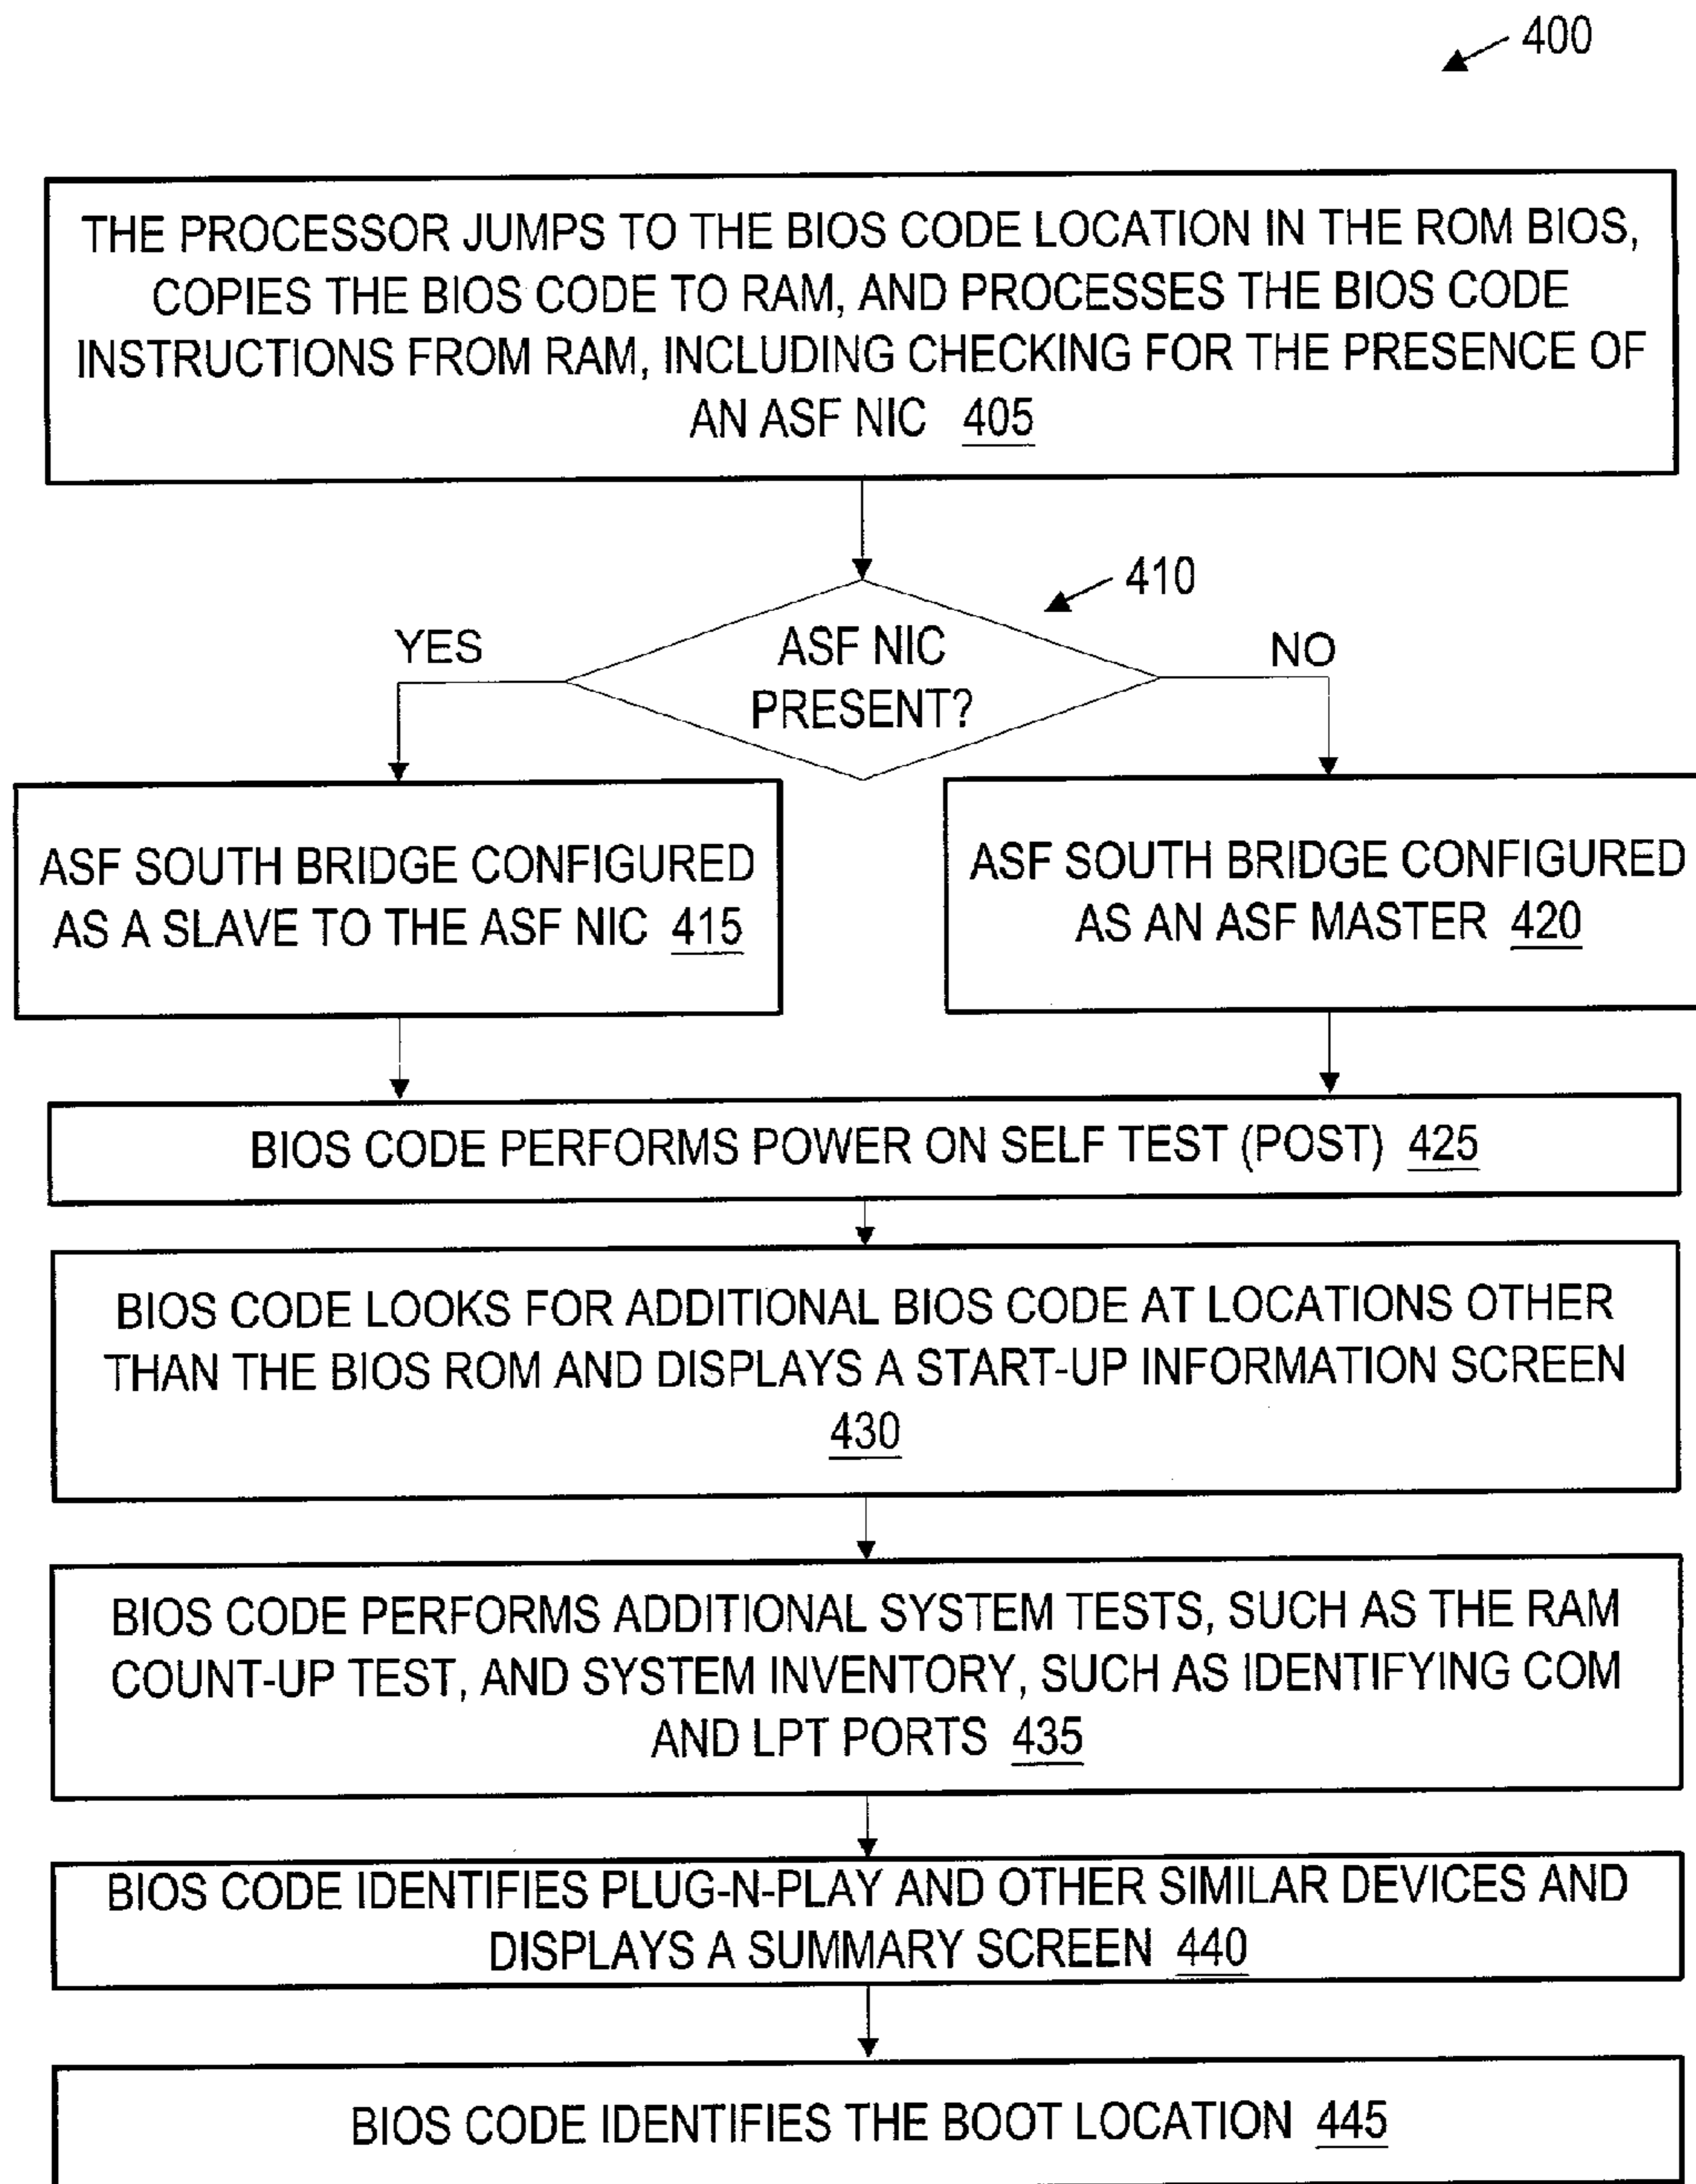 400
THE PROCESSOR JUMPS TO THE BIOS CODE LOCATION IN THE ROM BIOS,
COPIES THE BIOS CODE TO RAM, AND PROCESSES THE BIOS CODE
INSTRUCTIONS FROM RAM, INCLUDING CHECKING FOR THE PRESENCE OF
AN ASF NIC 405
410
YES
ASF NIC
PRESENT?
NO
ASF SOUTH BRIDGE CONFIGURED
AS A SLAVE TO THE ASF NIC 415
ASF SOUTH BRIDGE CONFIGURED
AS AN ASF MASTER 420
BIOS CODE PERFORMS POWER ON SELF TEST (POST) 425
BIOS CODE LOOKS FOR ADDITIONAL BIOS CODE AT LOCATIONS OTHER
THAN THE BIOS ROM AND DISPLAYS A START-UP INFORMATION SCREEN
430
BIOS CODE PERFORMS ADDITIONAL SYSTEM TESTS, SUCH AS THE RAM
COUNT-UP TEST, AND SYSTEM INVENTORY, SUCH AS IDENTIFYING COM
AND LPT PORTS 435
BIOS CODE IDENTIFIES PLUG-N-PLAY AND OTHER SIMILAR DEVICES AND
DISPLAYS A SUMMARY SCREEN 440
BIOS CODE IDENTIFIES THE BOOT LOCATION 445